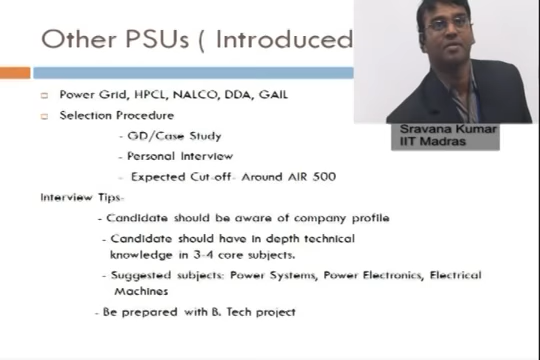 Other PSUs ( Introduced
Power Grid, HPCL, NALCO, DDA, GAIL
Selection Procedure
- GD/Case Study
- Personal Interview
- Expected Cut-off- Around AIR 500
Sravana Kumar
IIT Madras
Interview Tips-
- Candidate should be aware of company profile
- Candidate should have in depth technical
knowledge in 3-4 core subjects.
- Suggested subjects: Power Systems, Power Electronics, Electrical
Machines
- Be prepared with B. Tech project